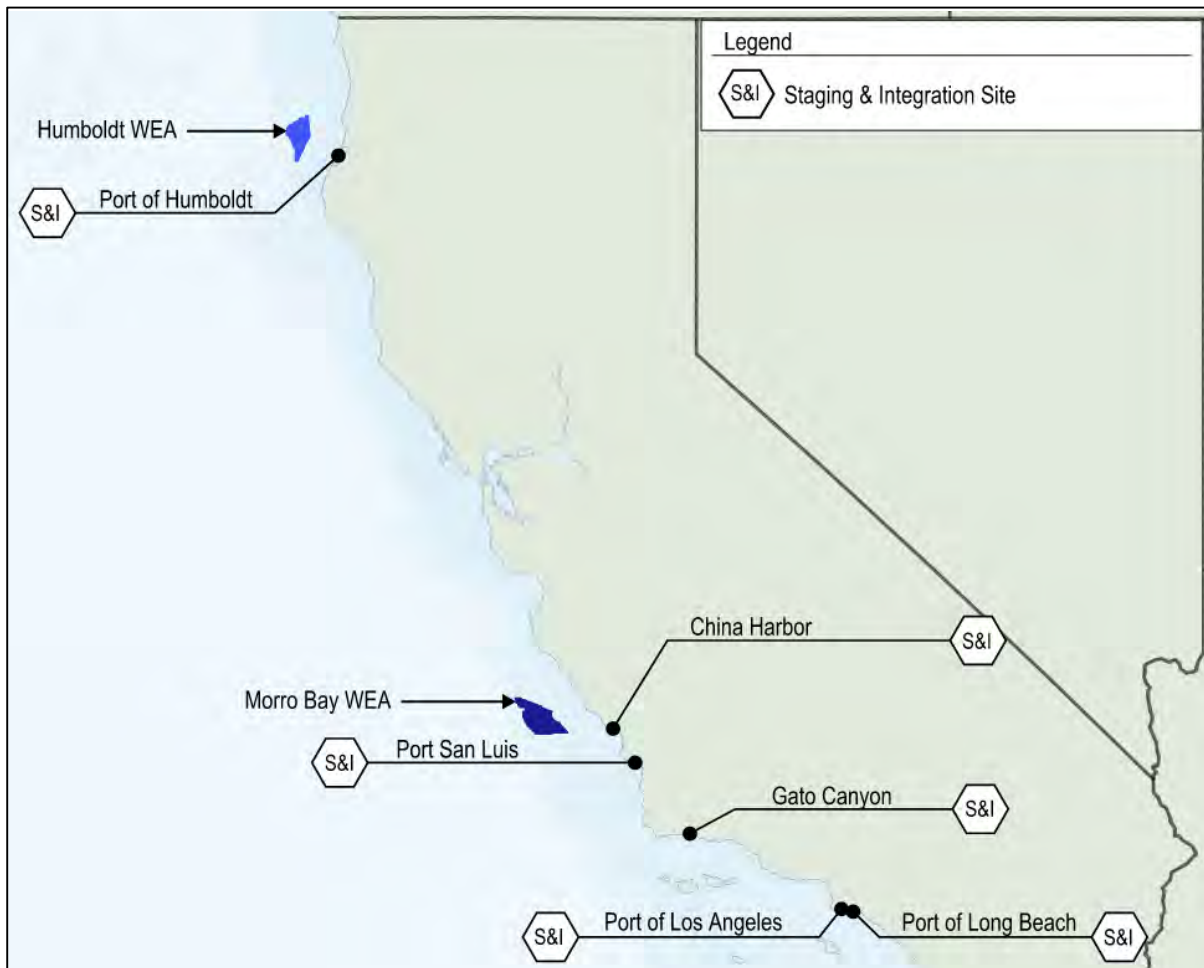 Legend
S&I Staging & Integration Site
Humboldt WEA
Port of Humboldt
S&I
China Harbor
S&I
Morro Bay WEA
Port San Luis
S&I
Gato Canyon
S&I
Port of Los Angeles
S&I
Port of Long Beach
S&I